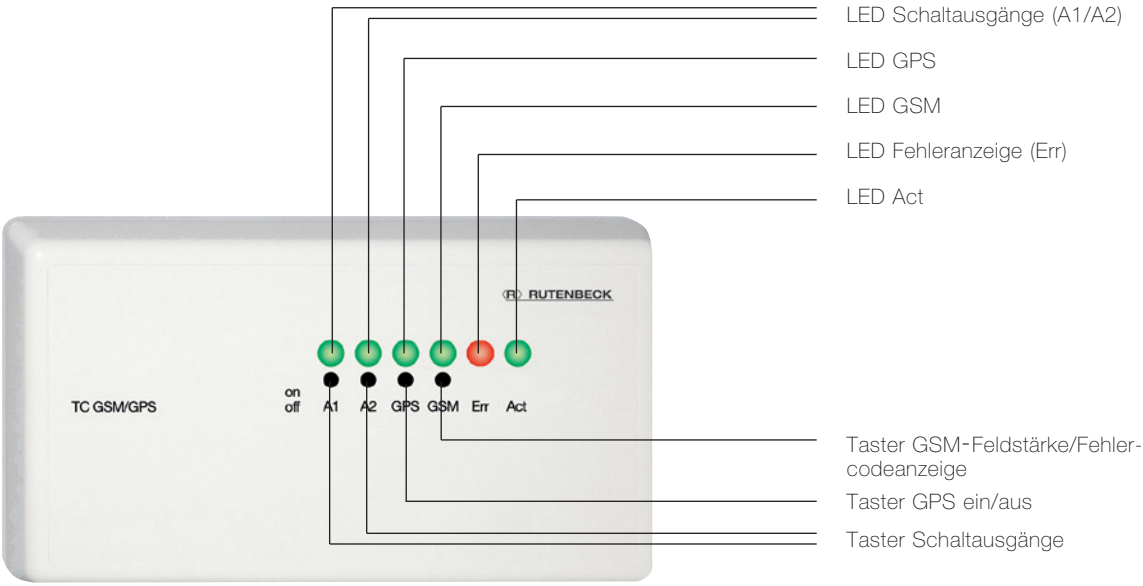 LED Schaltausgänge (A1/A2)
LED GPS
LED GSM
LED Fehleranzeige (Err)
LED Act
RUTENBECK
on
off
TC GSM/GPS
A1 A2 GPS GSM Err Act
Taster GSM-Feldstärke/Fehler-
codeanzeige
Taster GPS ein/aus
Taster Schaltausgänge